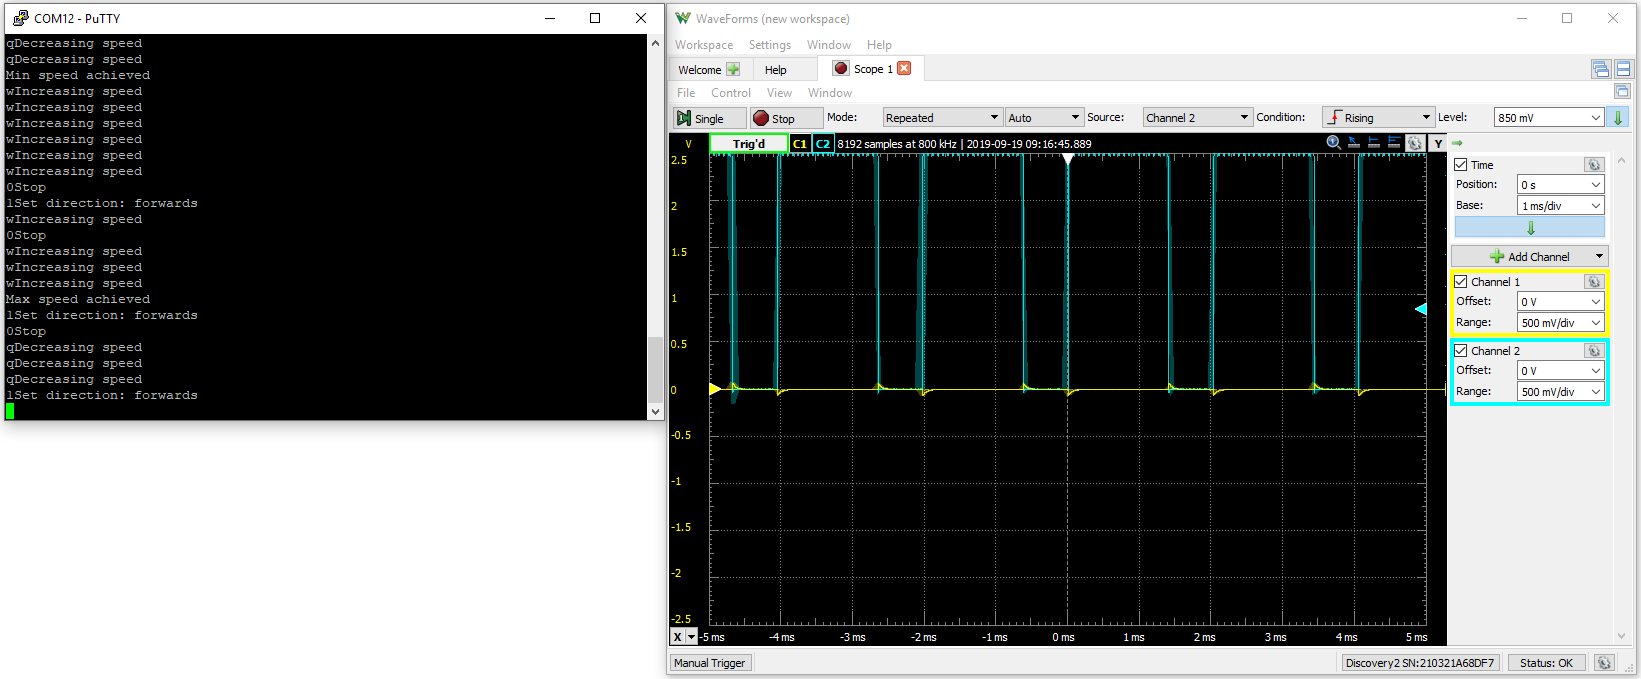 COM12 - PuTTY
qDecreasing speed
qDecreasing speed
Min speed achieved
wIncreasing speed
wIncreasing speed
wIncreasing speed
wIncreasing speed
wIncreasing speed
wIncreasing speed
0Stop
lSet direction: forwards
wIncreasing speed
0Stop
wIncreasing speed
wIncreasing speed
wIncreasing speed
Max speed achieved
lSet direction: forwards
0Stop
qDecreasing speed
qDecreasing speed
qDecreasing speed
lSet direction: forwards
WaveForms (new workspace)
Workspace Settings Window Help
Welcome Help Scope 1
File Control View Window
Single Stop Mode: Repeated Auto Source: Channel 2 Condition: Rising Level: 850 mV
V Trig'd C1 C2 8192 samples at 800 kHz | 2019-09-19 09:16:45.889 Y
2.5
2
1.5
1
0.5
0
-0.5
-1
-1.5
-2
-2.5
X -5 ms -4 ms -3 ms -2 ms -1 ms 0 ms 1 ms 2 ms 3 ms 4 ms 5 ms
Time
Position: 0 s
Base: 1 ms/div
Add Channel
Channel 1
Offset: 0 V
Range: 500 mV/div
Channel 2
Offset: 0 V
Range: 500 mV/div
Manual Trigger Discovery2 SN:210321A68DF7 Status: OK